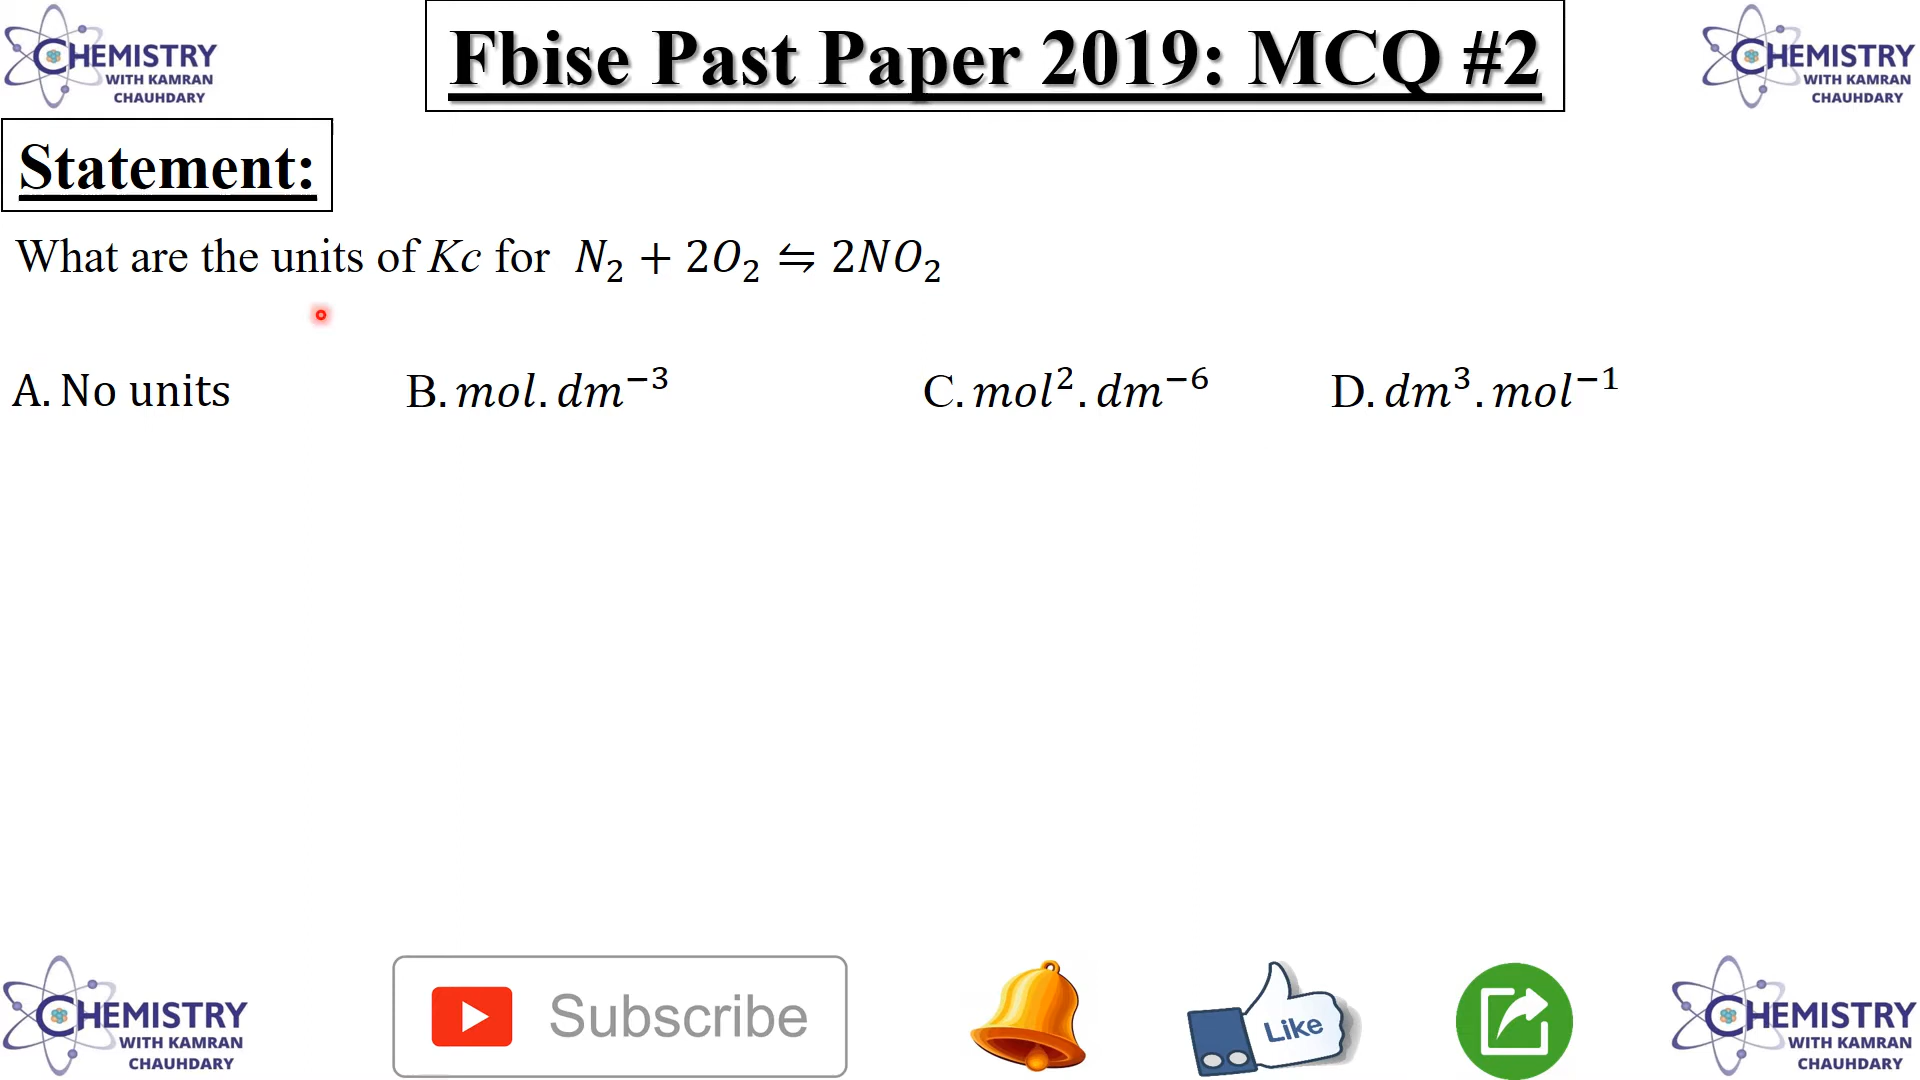 CHEMISTRY
WITH KAMRAN
CHAUHDARY
Fbise Past Paper 2019: MCQ #2
CHEMISTRY
WITH KAMRAN
CHAUHDARY
Statement:
What are the units of Kc for N₂ + 2O₂ ⇋ 2NO₂
A. No units B. mol. dm⁻³ C. mol². dm⁻⁶ D. dm³. mol⁻¹
CHEMISTRY
WITH KAMRAN
CHAUHDARY
Subscribe
Like
CHEMISTRY
WITH KAMRAN
CHAUHDARY